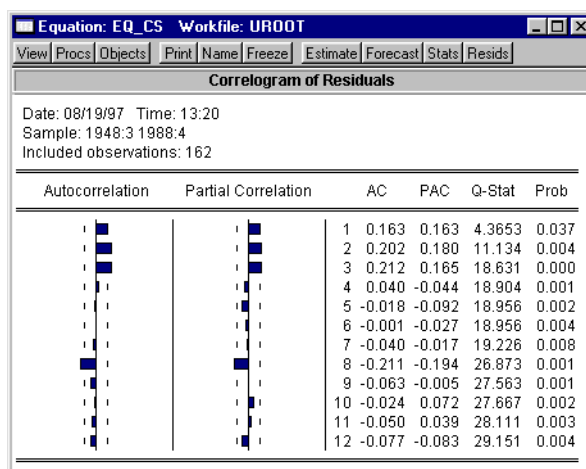 Equation: EQ_CS Workfile: UROOT
View Procs Objects Print Name Freeze Estimate Forecast Stats Resids
Correlogram of Residuals
Date: 08/19/97 Time: 13:20
Sample: 1948:3 1988:4
Included observations: 162
Autocorrelation Partial Correlation AC PAC Q-Stat Prob
1 0.163 0.163 4.3653 0.037
2 0.202 0.180 11.134 0.004
3 0.212 0.165 18.631 0.000
4 0.040 -0.044 18.904 0.001
5 -0.018 -0.092 18.956 0.002
6 -0.001 -0.027 18.956 0.004
7 -0.040 -0.017 19.226 0.008
8 -0.211 -0.194 26.873 0.001
9 -0.063 -0.005 27.563 0.001
10 -0.024 0.072 27.667 0.002
11 -0.050 0.039 28.111 0.003
12 -0.077 -0.083 29.151 0.004